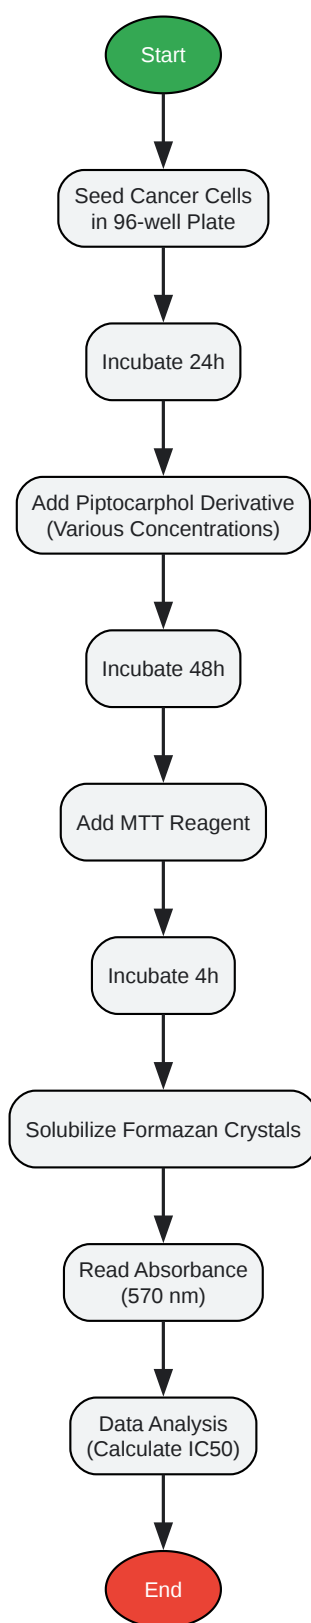 Start
Seed Cancer Cells
in 96-well Plate
Incubate 24h
Add Piptocarphol Derivative
(Various Concentrations)
Incubate 48h
Add MTT Reagent
Incubate 4h
Solubilize Formazan Crystals
Read Absorbance
(570 nm)
Data Analysis
(Calculate IC50)
End